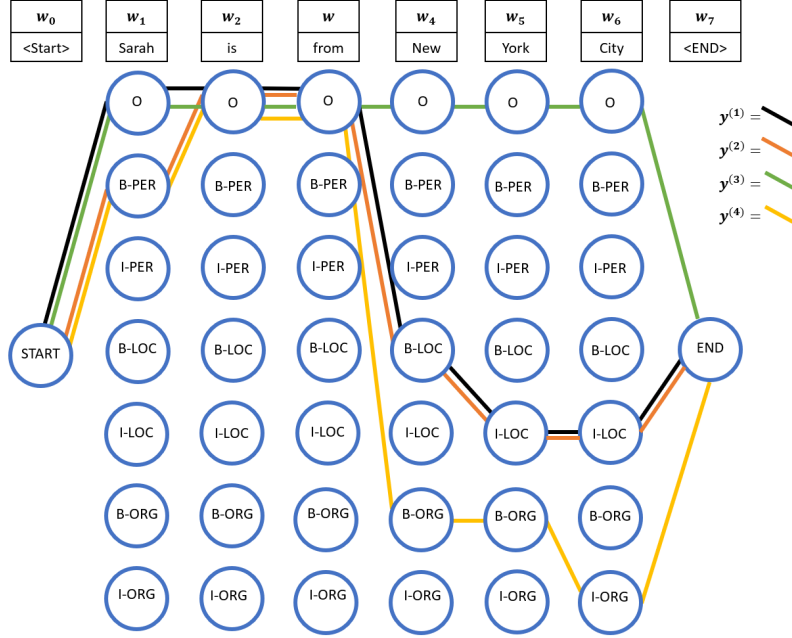 w₀ w₁ w₂ w w₄ w₅ w₆ w₇
<Start> Sarah is from New York City <END>
O O O O O O
y⁽¹⁾ =
y⁽²⁾ =
B-PER B-PER B-PER B-PER B-PER B-PER
y⁽³⁾ =
y⁽⁴⁾ =
I-PER I-PER I-PER I-PER I-PER I-PER
START B-LOC B-LOC B-LOC B-LOC B-LOC B-LOC END
I-LOC I-LOC I-LOC I-LOC I-LOC I-LOC
B-ORG B-ORG B-ORG B-ORG B-ORG B-ORG
I-ORG I-ORG I-ORG I-ORG I-ORG I-ORG